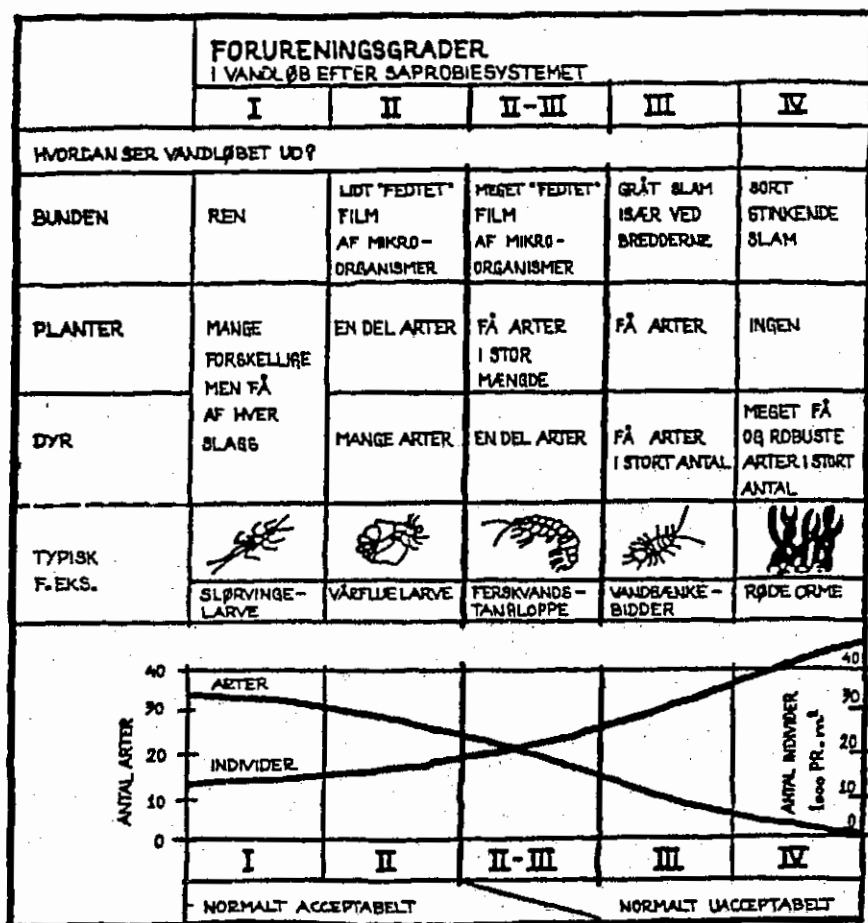 FORURENINGSGRADER
I VANDLØB EFTER SAPROBIESYSTEMET
I II II-III III IV
HVORDAN SER VANDLØBET UD?
BUNDEN
REN
LIDT "FEDTET"
FILM
AF MIKRO-
ORGANISMER
MEGET "FEDTET"
FILM
AF MIKRO-
ORGANISMER
GRÅT SLAM
ISÆR VED
BREDDERNE
SORT
STINKENDE
SLAM
PLANTER
MANGE
FORSKELLIGE
MEN FÅ
AF HVER
SLAGS
EN DEL ARTER
FÅ ARTER
I STOR
MÆNGDE
FÅ ARTER
INGEN
DYR
MANGE ARTER
EN DEL ARTER
FÅ ARTER
I STORT ANTAL
MEGET FÅ
OG ROBUSTE
ARTER I STORT
ANTAL
TYPISK
F.EKS.
SLØRVINGE-
LARVE
VÅRFLUELARVE
FERSKVANDS-
TANGLOPPE
VANDBÆNKE-
BIDDER
RØDE ORME
ANTAL ARTER
40
30
20
10
0
ARTER
INDIVIDER
ANTAL INDIVIDER
1000 PR. m²
40
30
20
10
0
I II II-III III IV
NORMALT ACCEPTABELT
NORMALT UACCEPTABELT